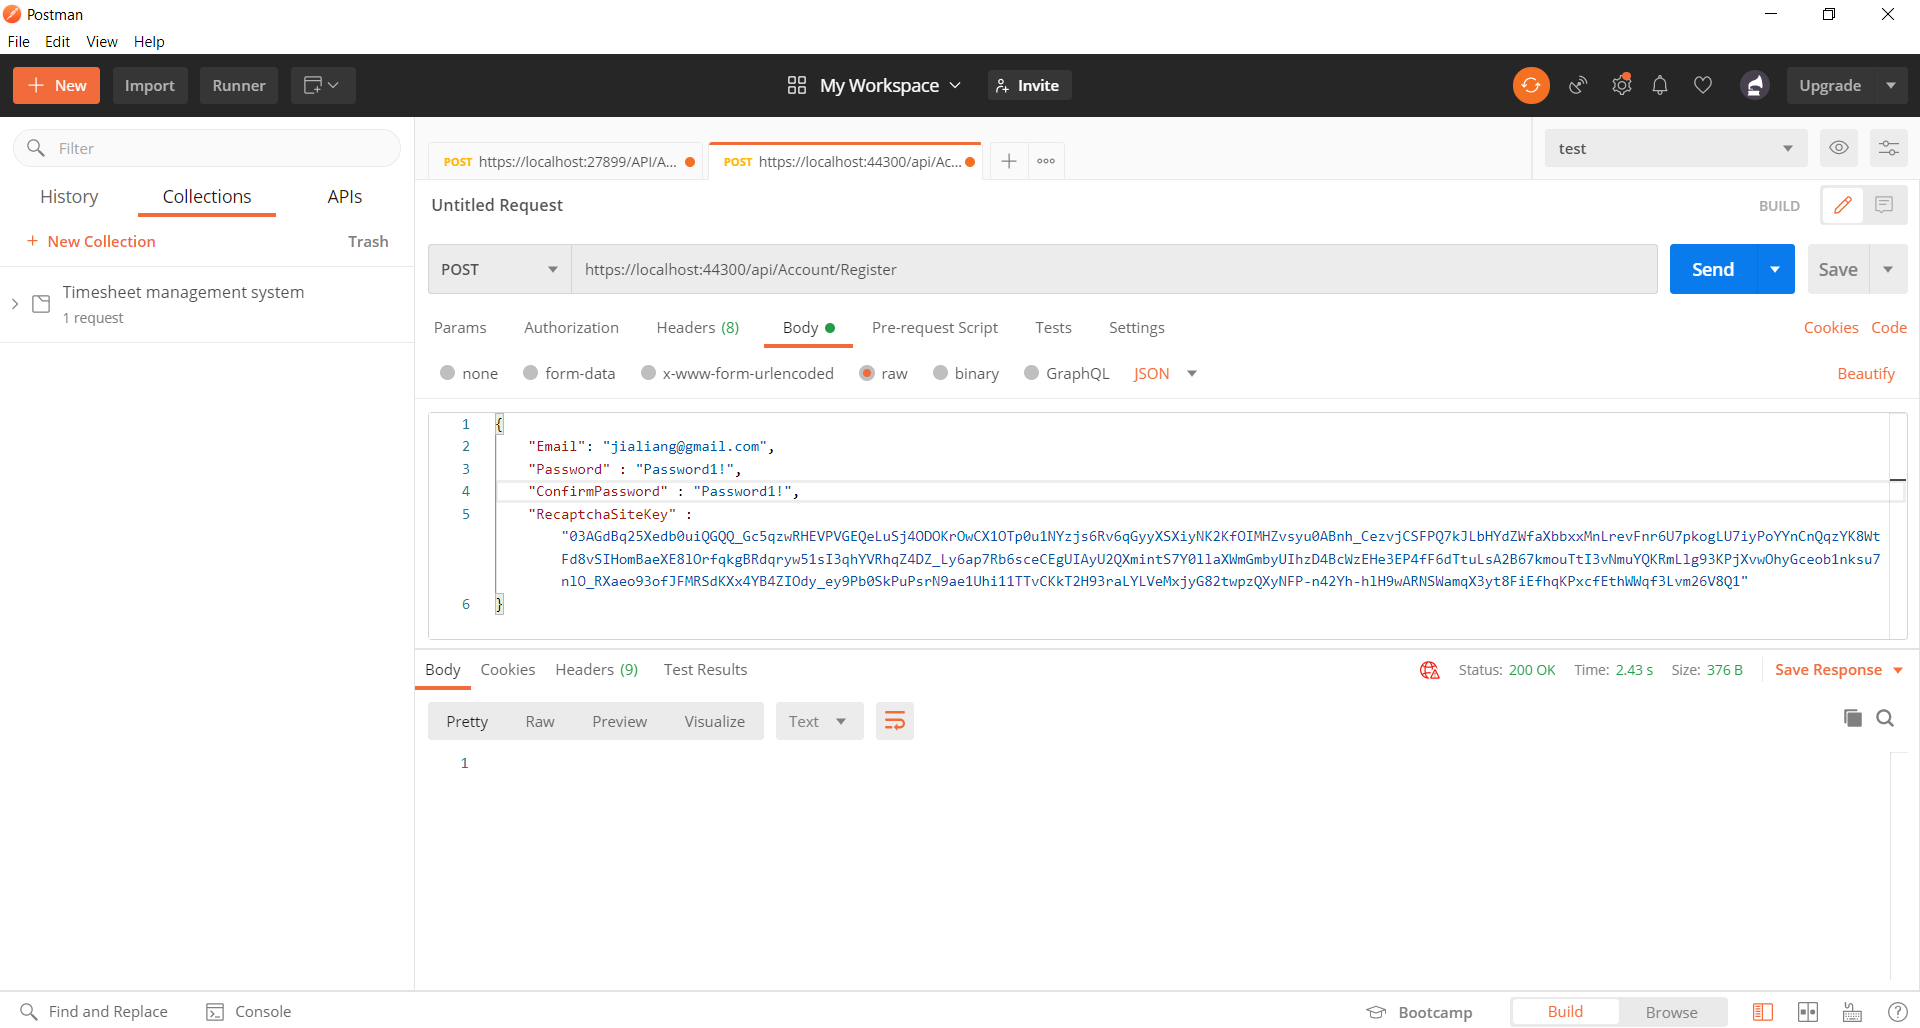 Postman
File Edit View Help
New Import Runner My Workspace Invite Upgrade
Filter
History Collections APIs
+ New Collection Trash
Timesheet management system
1 request
POST https://localhost:27899/API/A... POST https://localhost:44300/api/Ac...
test
Untitled Request BUILD
POST https://localhost:44300/api/Account/Register Send Save
Params Authorization Headers (8) Body Pre-request Script Tests Settings Cookies Code
none form-data x-www-form-urlencoded raw binary GraphQL JSON Beautify
1 {
2 "Email": "jialiang@gmail.com",
3 "Password" : "Password1!",
4 "ConfirmPassword" : "Password1!",
5 "RecaptchaSiteKey" :
"03AGdBq25Xedb0uiQGQQ_Gc5qzwRHEVPVGEQeLuSj4ODOKrOwCX1OTp0u1NYzjs6Rv6qGyyXSXiyNK2KfOIMHZvsyu0ABnh_CezvjCSFPQ7kJLbHYdZWfaXbbxxMnLrevFnr6U7pkogLU7iyPoYYnCnQqzYK8Wt
Fd8vSIHomBaeXE8lOrfqkgBRdqryw51sI3qhYVRhqZ4DZ_Ly6ap7Rb6sceCEgUIAyU2QXmintS7Y0llaXWmGmbyUIhzD4BcWzEHe3EP4fF6dTtuLsA2B67kmouTtI3vNmuYQKRmLlg93KPjXvwOhyGceob1nksu7
nlO_RXaeo93ofJFMRSdKXx4YB4ZIOdy_ey9Pb0SkPuPsrN9ae1Uhi11TTvCKkT2H93raLYLVeMxjyG82twpzQXyNFP-n42Yh-hlH9wARNSWamqX3yt8FiEfhqKPxcfEthWWqf3Lvm26V8Q1"
6 }
Body Cookies Headers (9) Test Results Status: 200 OK Time: 2.43 s Size: 376 B Save Response
Pretty Raw Preview Visualize Text
1
Find and Replace Console Bootcamp Build Browse